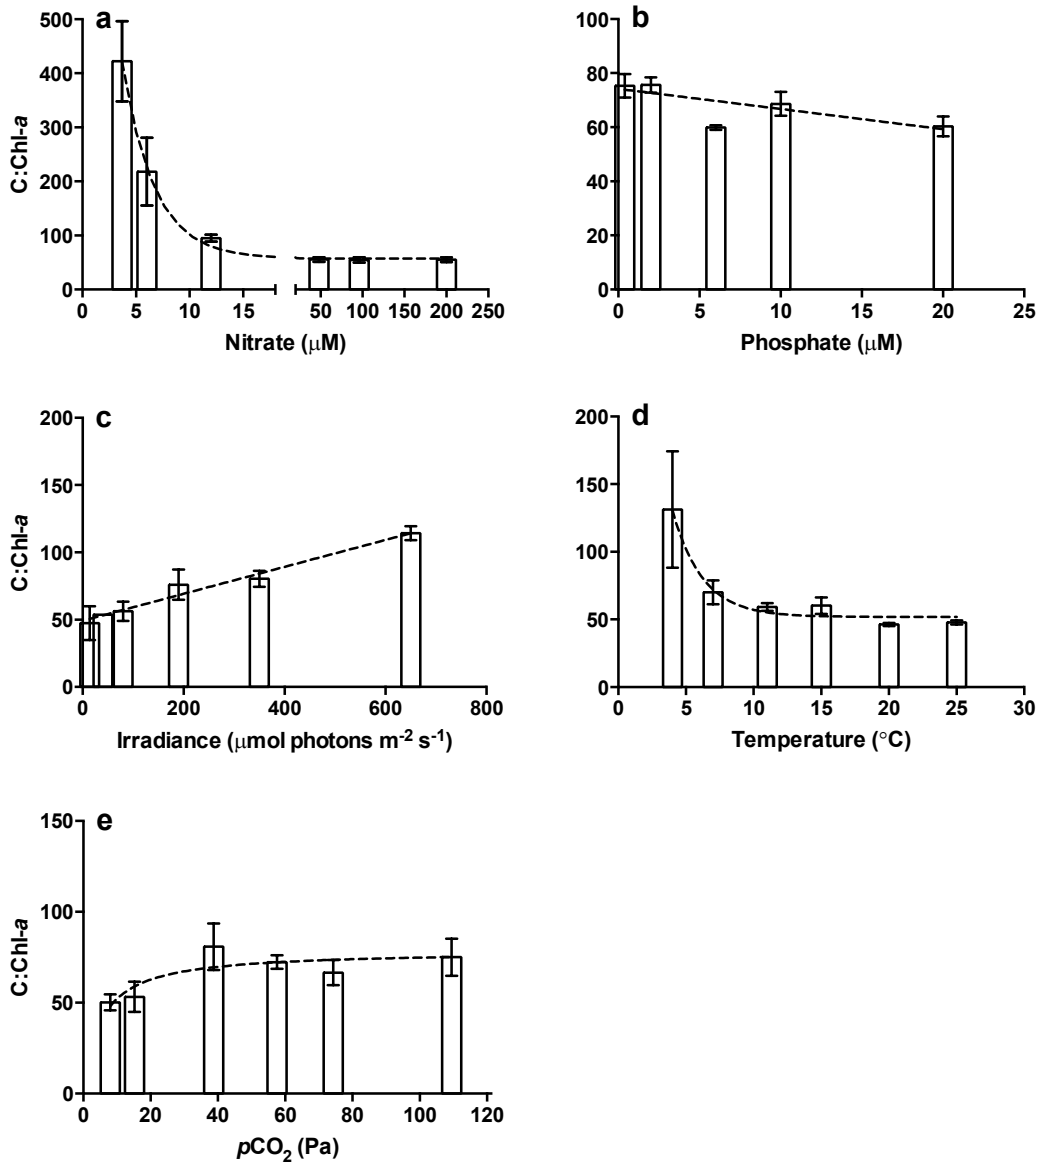 a
500
400
300
200
100
0
C:Chl-a
0 5 10 15 50 100 150 200 250
Nitrate (μM)
b
100
80
60
40
20
0
0 5 10 15 20 25
Phosphate (μM)
c
200
150
100
50
0
C:Chl-a
0 200 400 600 800
Irradiance (μmol photons m⁻² s⁻¹)
d
200
150
100
50
0
0 5 10 15 20 25 30
Temperature (°C)
e
150
100
50
0
C:Chl-a
0 20 40 60 80 100 120
pCO₂ (Pa)